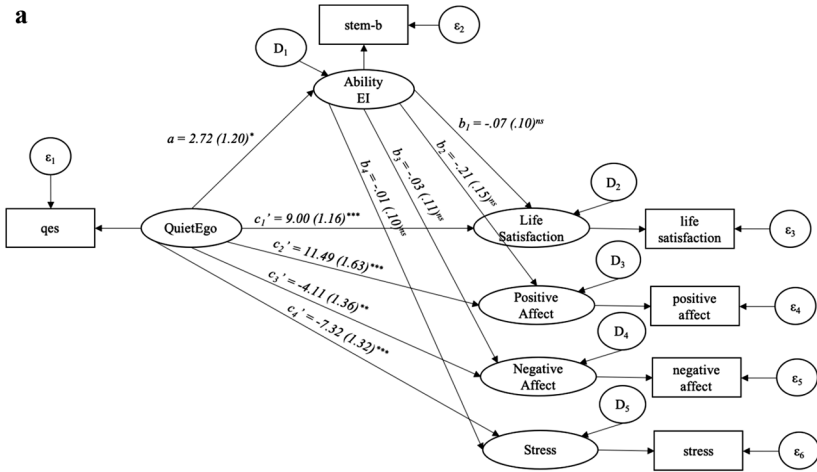 a
stem-b
ε2
D1
Ability
EI
a = 2.72 (1.20)*
b1 = -.07 (.10)ns
b2 = -.21 (.15)ns
b3 = -.03 (.11)ns
b4 = -.01 (.10)ns
ε1
qes
QuietEgo
c1' = 9.00 (1.16)***
c2' = 11.49 (1.63)***
c3' = -4.11 (1.36)**
c4' = -7.32 (1.32)***
D2
Life
Satisfaction
life
satisfaction
ε3
D3
Positive
Affect
positive
affect
ε4
D4
Negative
Affect
negative
affect
ε5
D5
Stress
stress
ε6